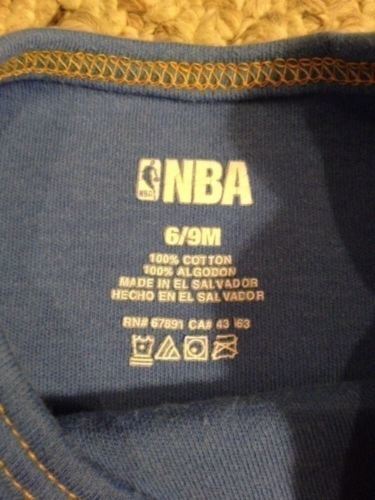 NBA
NBA
6/9M
100% COTTON
100% ALGODON
MADE IN EL SALVADOR
HECHO EN EL SALVADOR
RN# 67891 CA# 43